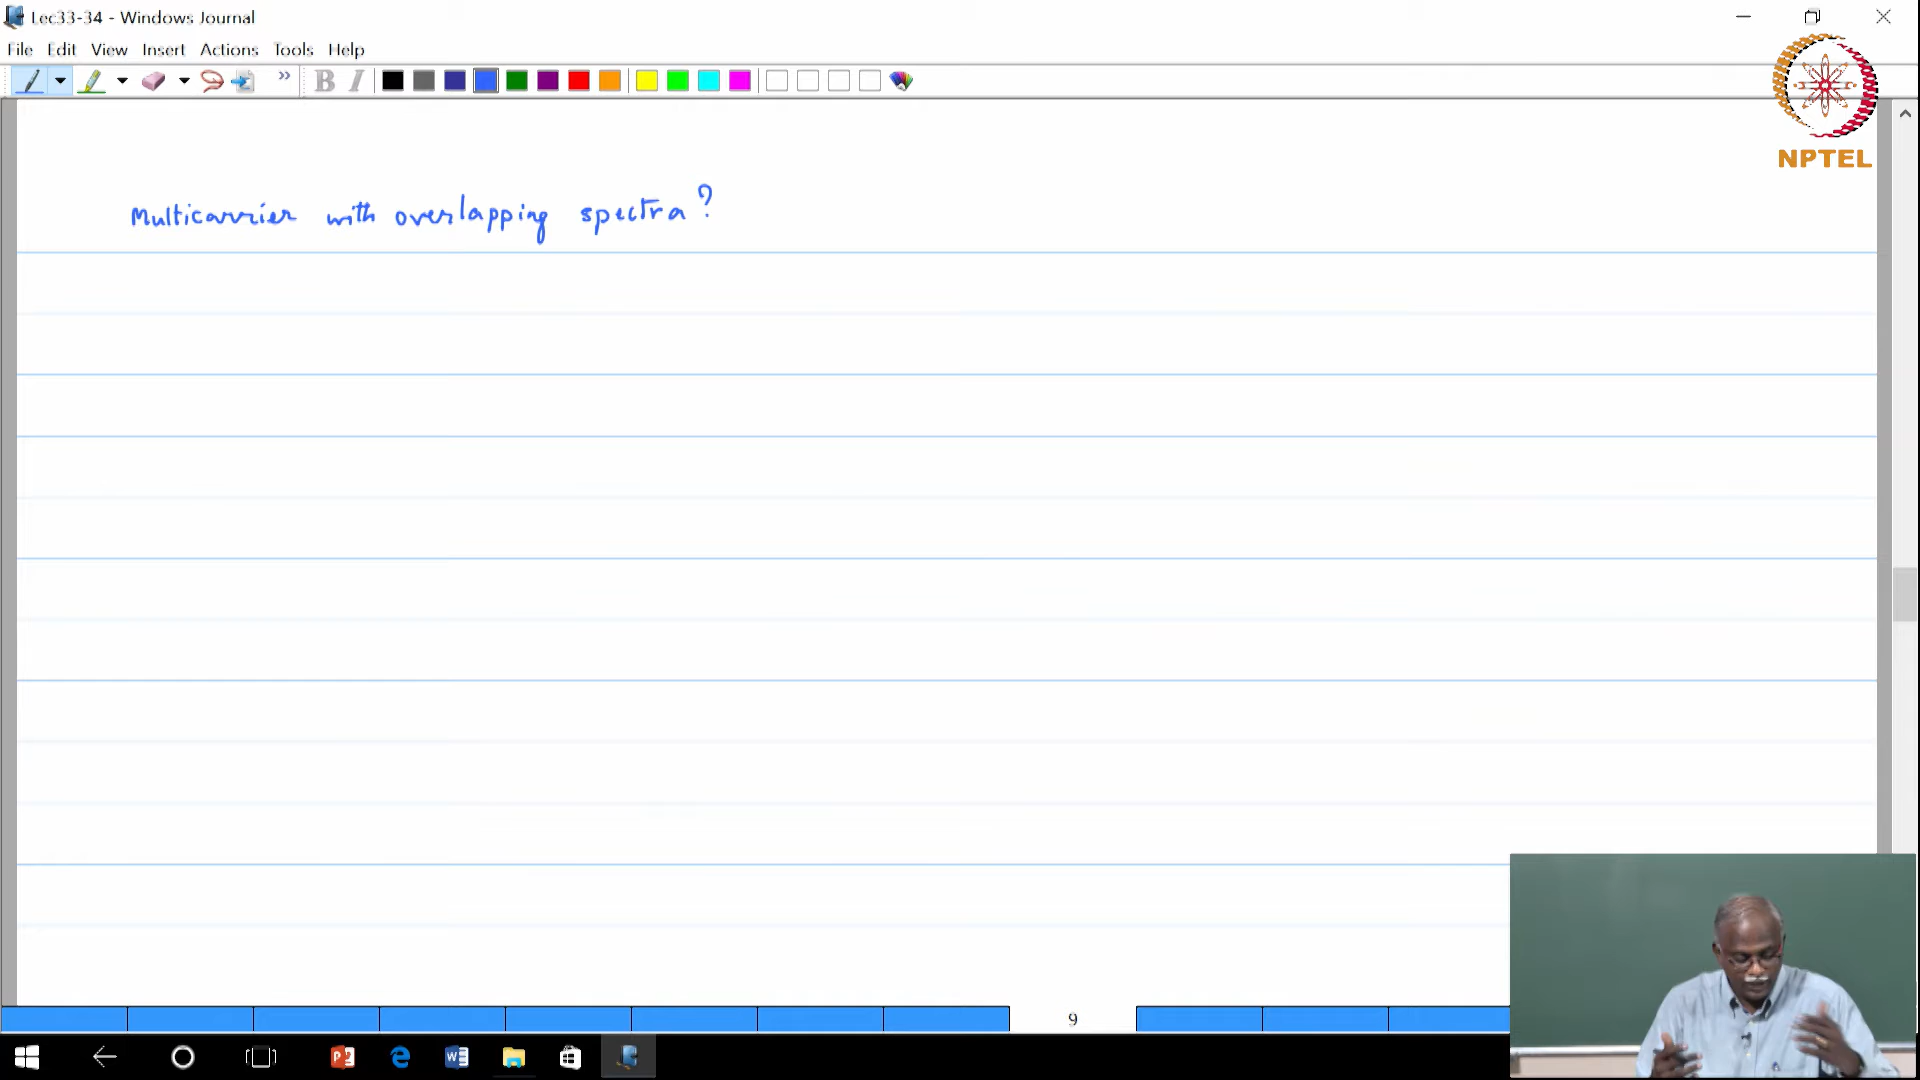 Lec33-34 - Windows Journal
File Edit View Insert Actions Tools Help
B I
NPTEL
Multicarrier with overlapping spectra?
9